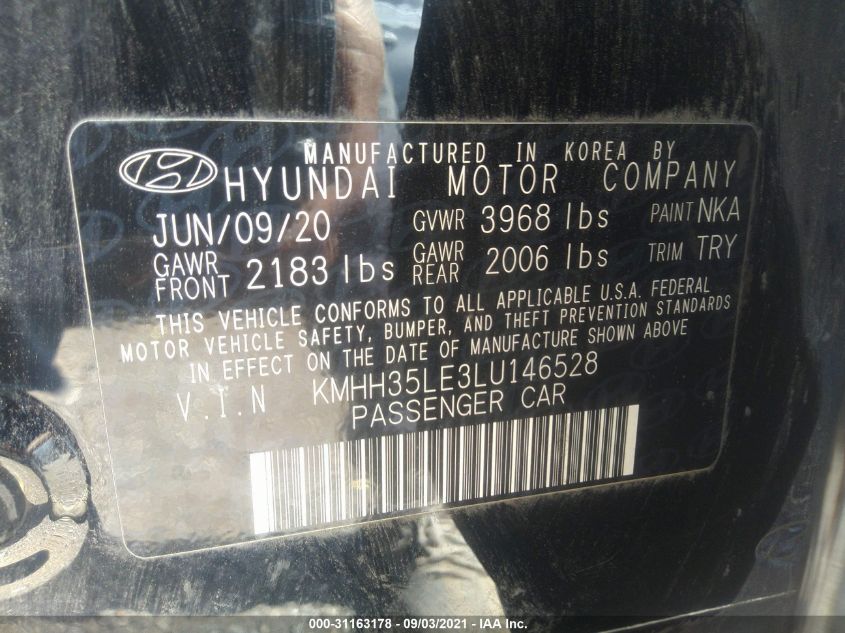 MANUFACTURED IN KOREA BY
HYUNDAI MOTOR COMPANY
JUN/09/20 GVWR 3968 lbs PAINT NKA
GAWR FRONT 2183 lbs GAWR REAR 2006 lbs TRIM TRY
THIS VEHICLE CONFORMS TO ALL APPLICABLE U.S.A. FEDERAL
MOTOR VEHICLE SAFETY, BUMPER, AND THEFT PREVENTION STANDARDS
IN EFFECT ON THE DATE OF MANUFACTURE SHOWN ABOVE
V.I.N KMHH35LE3LU146528
PASSENGER CAR
000-31163178 - 09/03/2021 - IAA Inc.